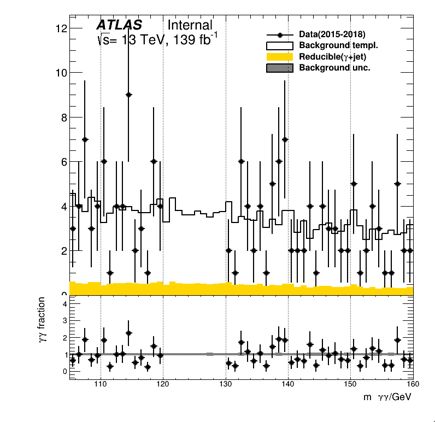 ATLAS Internal
√s= 13 TeV, 139 fb⁻¹
Data(2015-2018)
Background templ.
Reducible(γ+jet)
Background unc.
12
10
8
6
4
2
0
γγ fraction
4
3
2
1
0
110 120 130 140 150 160
m γγ/GeV